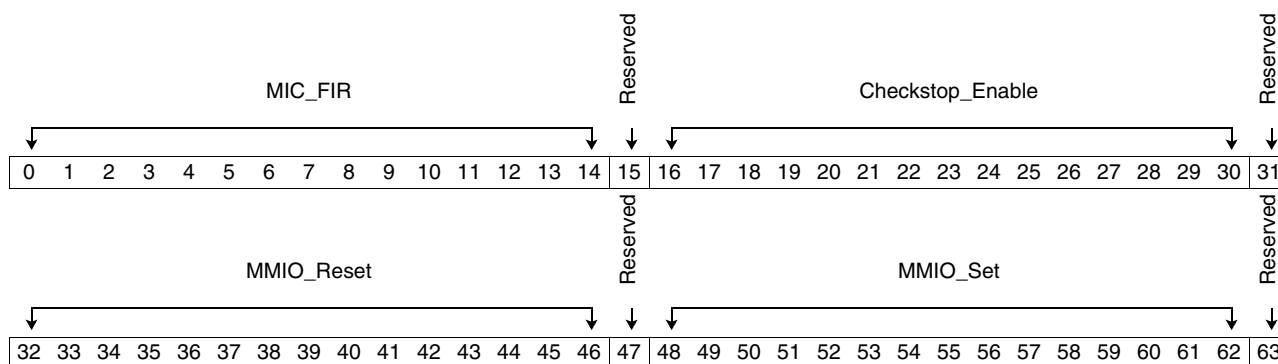 MIC_FIR Reserved Checkstop_Enable Reserved
0 1 2 3 4 5 6 7 8 9 10 11 12 13 14 15 16 17 18 19 20 21 22 23 24 25 26 27 28 29 30 31
MMIO_Reset Reserved MMIO_Set Reserved
32 33 34 35 36 37 38 39 40 41 42 43 44 45 46 47 48 49 50 51 52 53 54 55 56 57 58 59 60 61 62 63